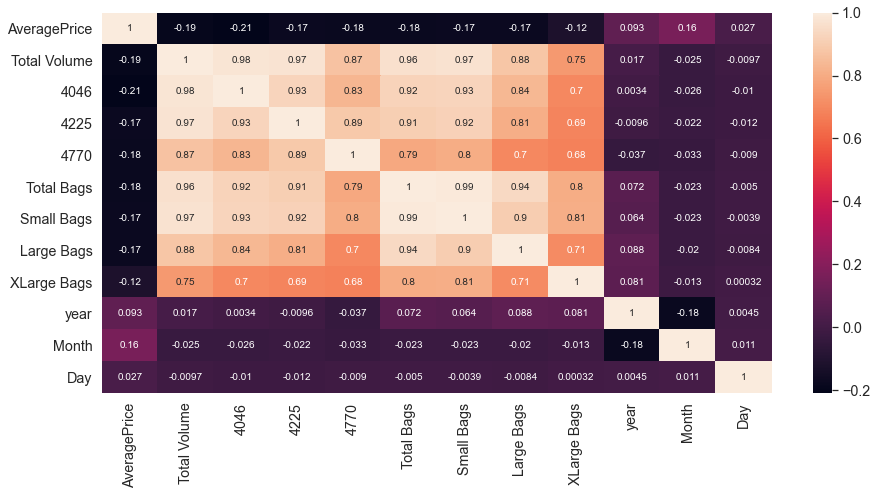 AveragePrice 1 -0.19 -0.21 -0.17 -0.18 -0.18 -0.17 -0.17 -0.12 0.093 0.16 0.027
Total Volume -0.19 1 0.98 0.97 0.87 0.96 0.97 0.88 0.75 0.017 -0.025 -0.0097
4046 -0.21 0.98 1 0.93 0.83 0.92 0.93 0.84 0.7 0.0034 -0.026 -0.01
4225 -0.17 0.97 0.93 1 0.89 0.91 0.92 0.81 0.69 -0.0096 -0.022 -0.012
4770 -0.18 0.87 0.83 0.89 1 0.79 0.8 0.7 0.68 -0.037 -0.033 -0.009
Total Bags -0.18 0.96 0.92 0.91 0.79 1 0.99 0.94 0.8 0.072 -0.023 -0.005
Small Bags -0.17 0.97 0.93 0.92 0.8 0.99 1 0.9 0.81 0.064 -0.023 -0.0039
Large Bags -0.17 0.88 0.84 0.81 0.7 0.94 0.9 1 0.71 0.088 -0.02 -0.0084
XLarge Bags -0.12 0.75 0.7 0.69 0.68 0.8 0.81 0.71 1 0.081 -0.013 0.00032
year 0.093 0.017 0.0034 -0.0096 -0.037 0.072 0.064 0.088 0.081 1 -0.18 0.0045
Month 0.16 -0.025 -0.026 -0.022 -0.033 -0.023 -0.023 -0.02 -0.013 -0.18 1 0.011
Day 0.027 -0.0097 -0.01 -0.012 -0.009 -0.005 -0.0039 -0.0084 0.00032 0.0045 0.011 1
AveragePrice
Total Volume
4046
4225
4770
Total Bags
Small Bags
Large Bags
XLarge Bags
year
Month
Day
1.0
0.8
0.6
0.4
0.2
0.0
−0.2